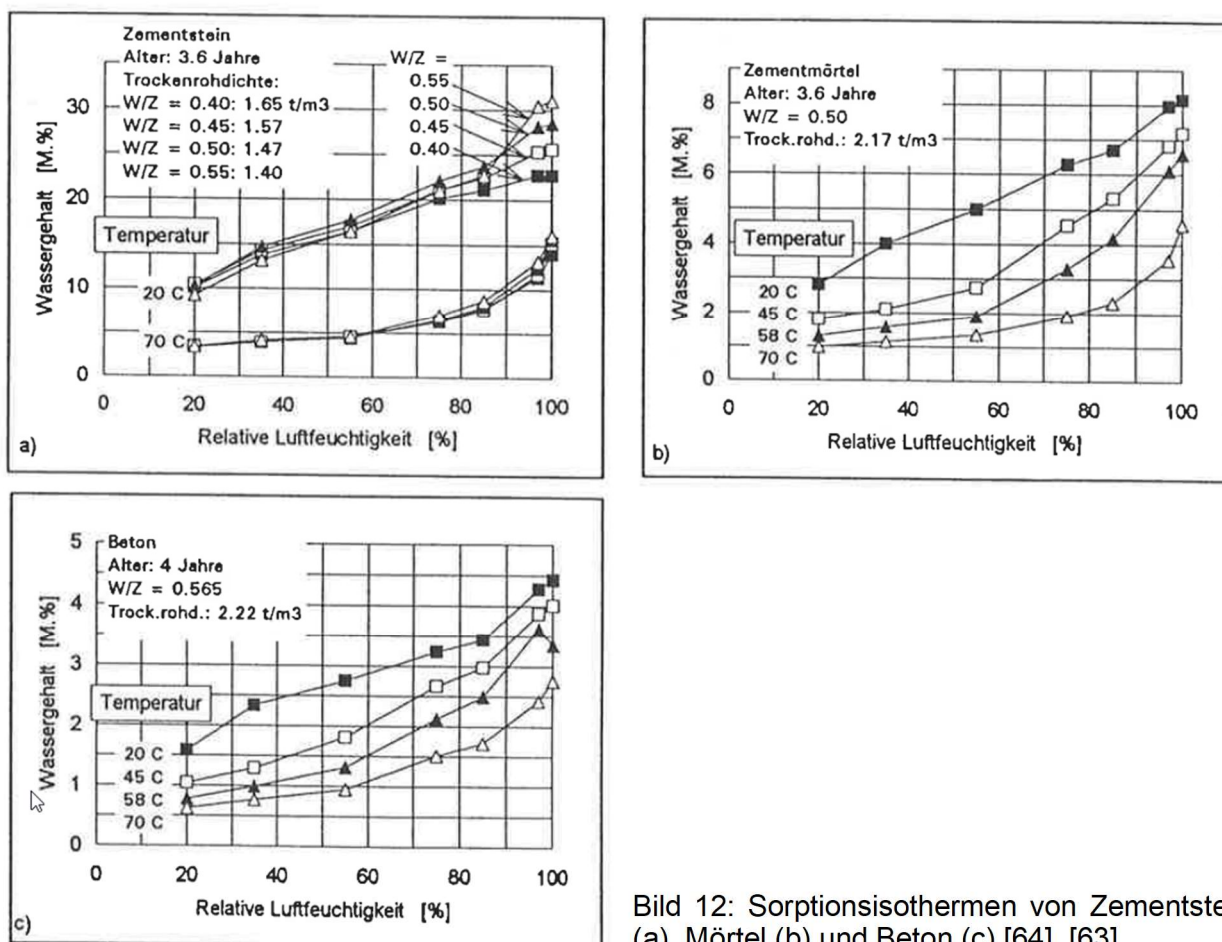 Zementstein
Alter: 3.6 Jahre
Trockenrohdichte:
W/Z = 0.40: 1.65 t/m3
W/Z = 0.45: 1.57
W/Z = 0.50: 1.47
W/Z = 0.55: 1.40
W/Z =
0.55
0.50
0.45
0.40
Wassergehalt [M.%]
30
20
10
0
Temperatur
20 C
70 C
0 20 40 60 80 100
Relative Luftfeuchtigkeit [%]
a)
Zementmörtel
Alter: 3.6 Jahre
W/Z = 0.50
Trock.rohd.: 2.17 t/m3
Wassergehalt [M.%]
8
6
4
2
0
Temperatur
20 C
45 C
58 C
70 C
0 20 40 60 80 100
Relative Luftfeuchtigkeit [%]
b)
Beton
Alter: 4 Jahre
W/Z = 0.565
Trock.rohd.: 2.22 t/m3
Wassergehalt [M.%]
5
4
3
2
1
0
Temperatur
20 C
45 C
58 C
70 C
0 20 40 60 80 100
Relative Luftfeuchtigkeit [%]
c)
Bild 12: Sorptionsisothermen von Zementste
(a), Mörtel (b) und Beton (c) [64], [63]